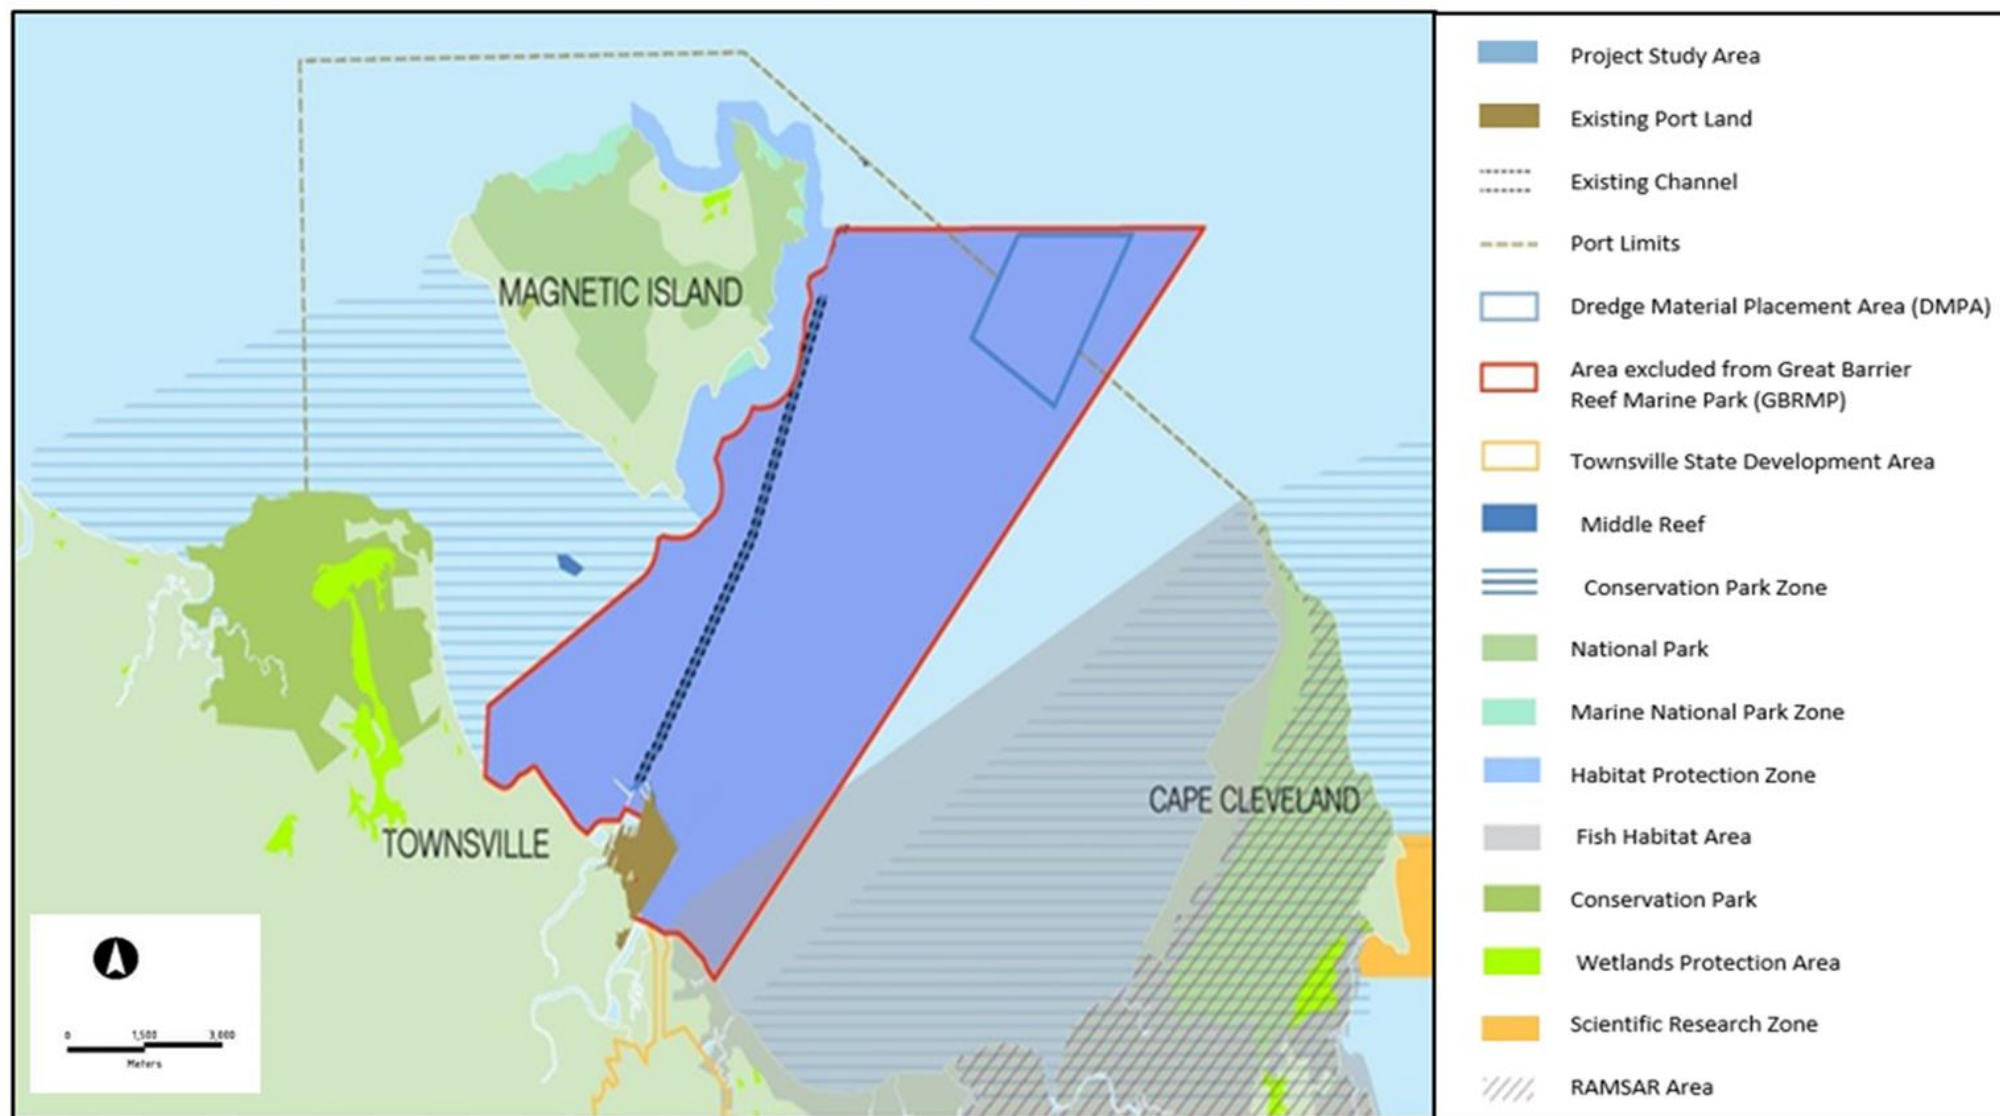 MAGNETIC ISLAND
TOWNSVILLE
CAPE CLEVELAND
0 1,500 3,000
Meters
Project Study Area
Existing Port Land
Existing Channel
Port Limits
Dredge Material Placement Area (DMPA)
Area excluded from Great Barrier
Reef Marine Park (GBRMP)
Townsville State Development Area
Middle Reef
Conservation Park Zone
National Park
Marine National Park Zone
Habitat Protection Zone
Fish Habitat Area
Conservation Park
Wetlands Protection Area
Scientific Research Zone
RAMSAR Area